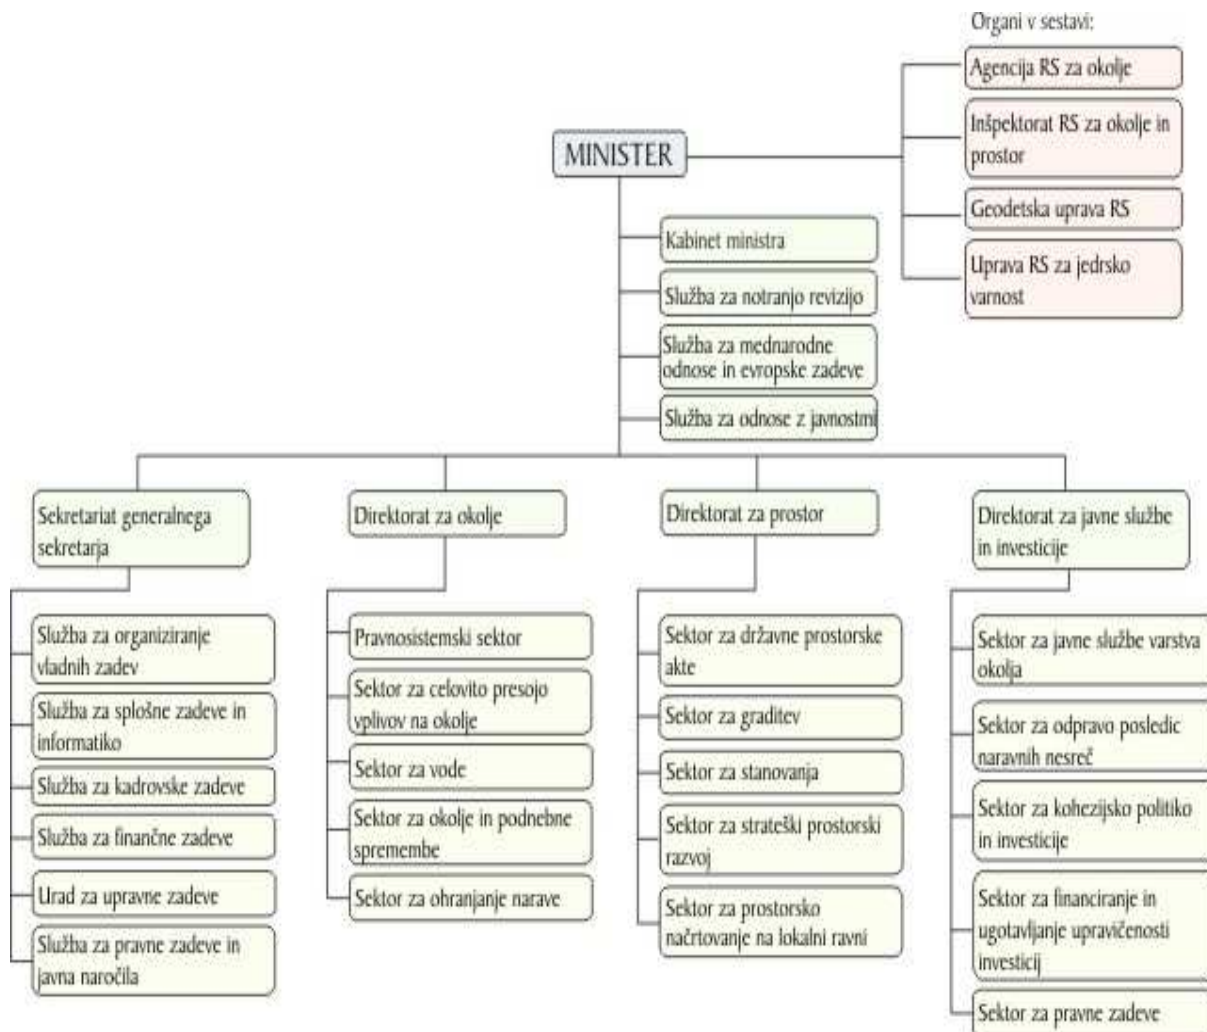 Organi v sestavi:
Agencija RS za okolje
Inšpektorat RS za okolje in
prostor
Geodetska uprava RS
Uprava RS za jedrsko
varnost
MINISTER
Kabinet ministra
Služba za notranjo revizijo
Služba za mednarodne
odnose in evropske zadeve
Služba za odnose z javnostmi
Sekretariat generalnega
sekretarja
Služba za organiziranje
vladnih zadev
Služba za splošne zadeve in
informatiko
Služba za kadrovske zadeve
Služba za finančne zadeve
Urad za upravne zadeve
Služba za pravne zadeve in
javna naročila
Direktorat za okolje
Pravnosistemski sektor
Sektor za celovito presojo
vplivov na okolje
Sektor za vode
Sektor za okolje in podnebne
spremembe
Sektor za ohranjanje narave
Direktorat za prostor
Sektor za državne prostorske
akte
Sektor za graditev
Sektor za stanovanja
Sektor za strateški prostorski
razvoj
Sektor za prostorsko
načrtovanje na lokalni ravni
Direktorat za javne službe
in investicije
Sektor za javne službe varstva
okolja
Sektor za odpravo posledic
naravnih nesreč
Sektor za kohezijsko politiko
in investicije
Sektor za financiranje in
ugotavljanje upravičenosti
investicij
Sektor za pravne zadeve